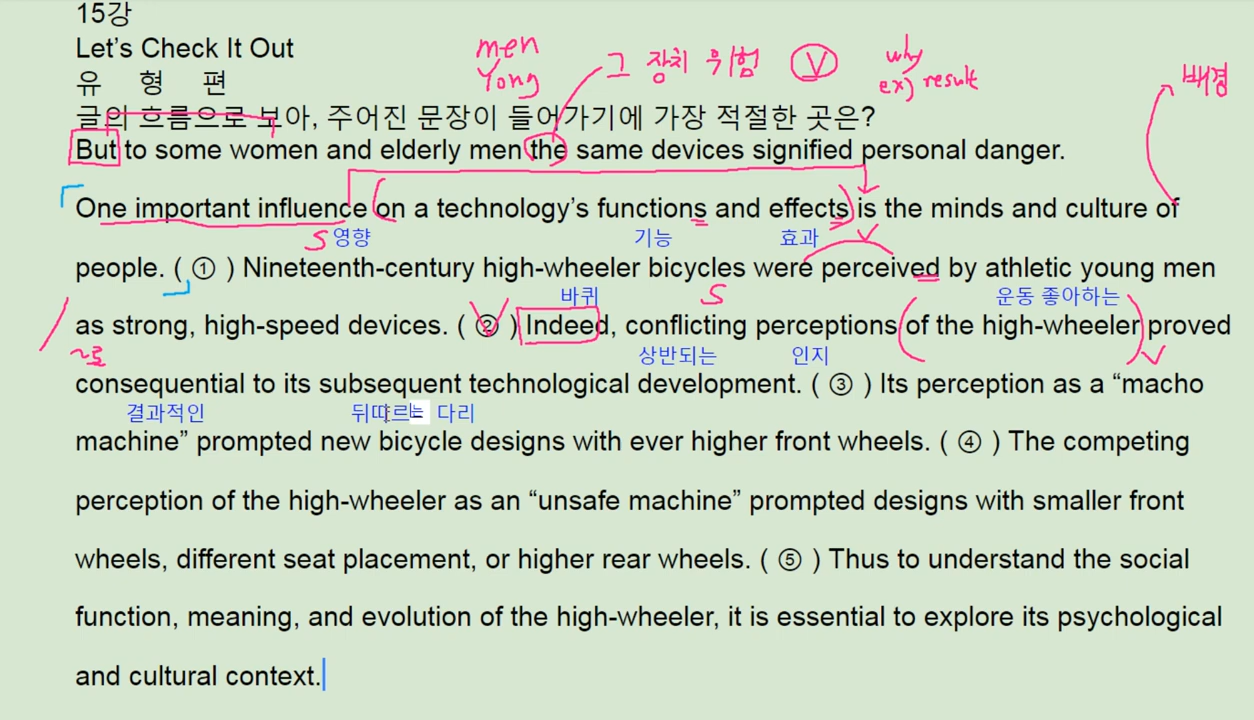 15강
Let's Check It Out
유 형 편
men
Yong
그 장치 위험 V
why
ex) result
배경
글의 흐름으로 보아, 주어진 문장이 들어가기에 가장 적절한 곳은?
But to some women and elderly men the same devices signified personal danger.
One important influence on a technology's functions and effects is the minds and culture of
S 영향 기능 효과 V
people. ( ① ) Nineteenth-century high-wheeler bicycles were perceived by athletic young men
바퀴 S 운동 좋아하는
as strong, high-speed devices. ( ② ) Indeed, conflicting perceptions of the high-wheeler proved
~로 상반되는 인지 V
consequential to its subsequent technological development. ( ③ ) Its perception as a “macho
결과적인 뒤따르는 다리
machine” prompted new bicycle designs with ever higher front wheels. ( ④ ) The competing
perception of the high-wheeler as an “unsafe machine” prompted designs with smaller front
wheels, different seat placement, or higher rear wheels. ( ⑤ ) Thus to understand the social
function, meaning, and evolution of the high-wheeler, it is essential to explore its psychological
and cultural context.